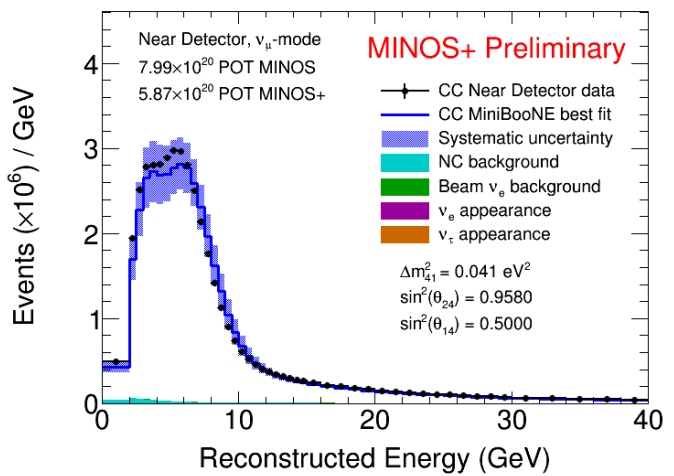 Near Detector, νμ-mode
7.99×10²⁰ POT MINOS
5.87×10²⁰ POT MINOS+
MINOS+ Preliminary
CC Near Detector data
CC MiniBooNE best fit
Systematic uncertainty
NC background
Beam νe background
νe appearance
ντ appearance
Δm²41 = 0.041 eV²
sin²(θ24) = 0.9580
sin²(θ14) = 0.5000
Events (×10⁶) / GeV
4
3
2
1
0
0 10 20 30 40
Reconstructed Energy (GeV)